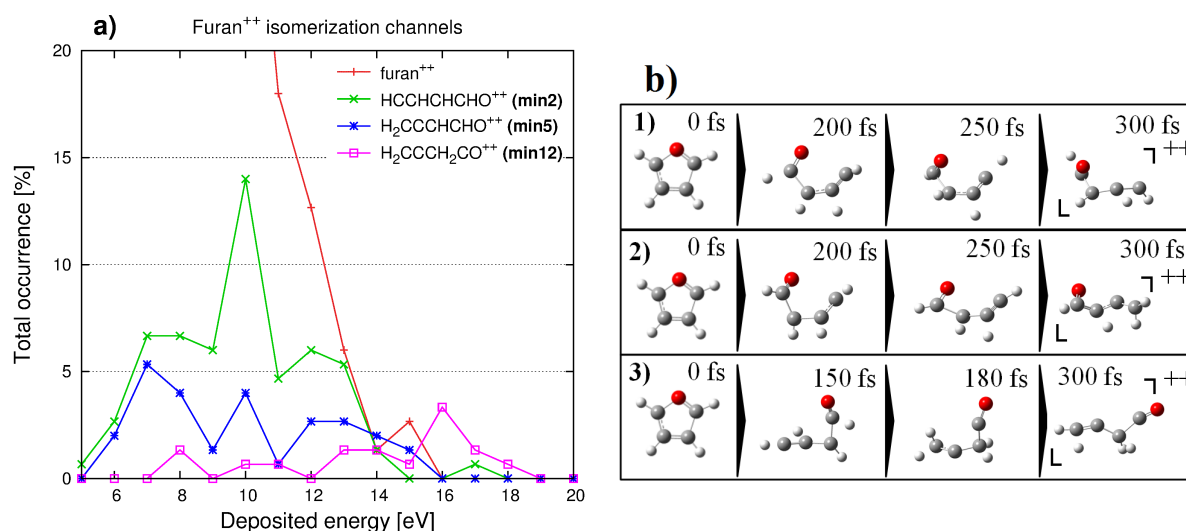 a)
Furan⁺⁺ isomerization channels
20
15
10
5
0
Total occurrence [%]
furan⁺⁺
HCCHCHCHO⁺⁺ (min2)
H₂CCCHCHO⁺⁺ (min5)
H₂CCCH₂CO⁺⁺ (min12)
6 8 10 12 14 16 18 20
Deposited energy [eV]
b)
1) 0 fs 200 fs 250 fs 300 fs
++
2) 0 fs 200 fs 250 fs 300 fs
++
3) 0 fs 150 fs 180 fs 300 fs
++